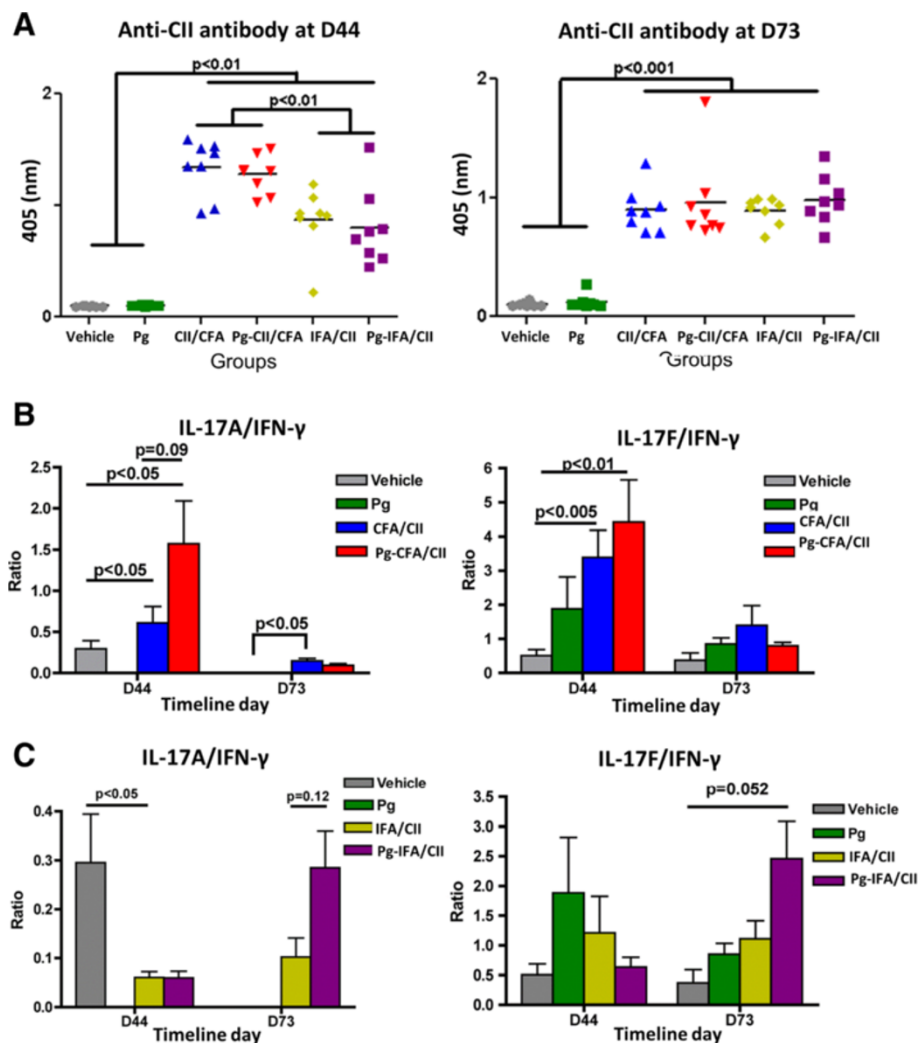 A
Anti-CII antibody at D44
p<0.01
p<0.01
2
1
0
405 (nm)
Vehicle Pg CII/CFA Pg-CII/CFA IFA/CII Pg-IFA/CII
Groups
Anti-CII antibody at D73
p<0.001
2
1
0
405 (nm)
Vehicle Pg CII/CFA Pg-CII/CFA IFA/CII Pg-IFA/CII
Groups
B
IL-17A/IFN-γ
p=0.09
p<0.05
p<0.05
p<0.05
2.5
2.0
1.5
1.0
0.5
0.0
Ratio
D44 D73
Timeline day
Vehicle
Pg
CFA/CII
Pg-CFA/CII
IL-17F/IFN-γ
p<0.01
p<0.005
6
5
4
3
2
1
0
Ratio
D44 D73
Timeline day
Vehicle
Pg
CFA/CII
Pg-CFA/CII
C
IL-17A/IFN-γ
p<0.05
p=0.12
0.4
0.3
0.2
0.1
0.0
Ratio
D44 D73
Timeline day
Vehicle
Pg
IFA/CII
Pg-IFA/CII
IL-17F/IFN-γ
p=0.052
3.5
3.0
2.5
2.0
1.5
1.0
0.5
0.0
Ratio
D44 D73
Timeline day
Vehicle
Pg
IFA/CII
Pg-IFA/CII